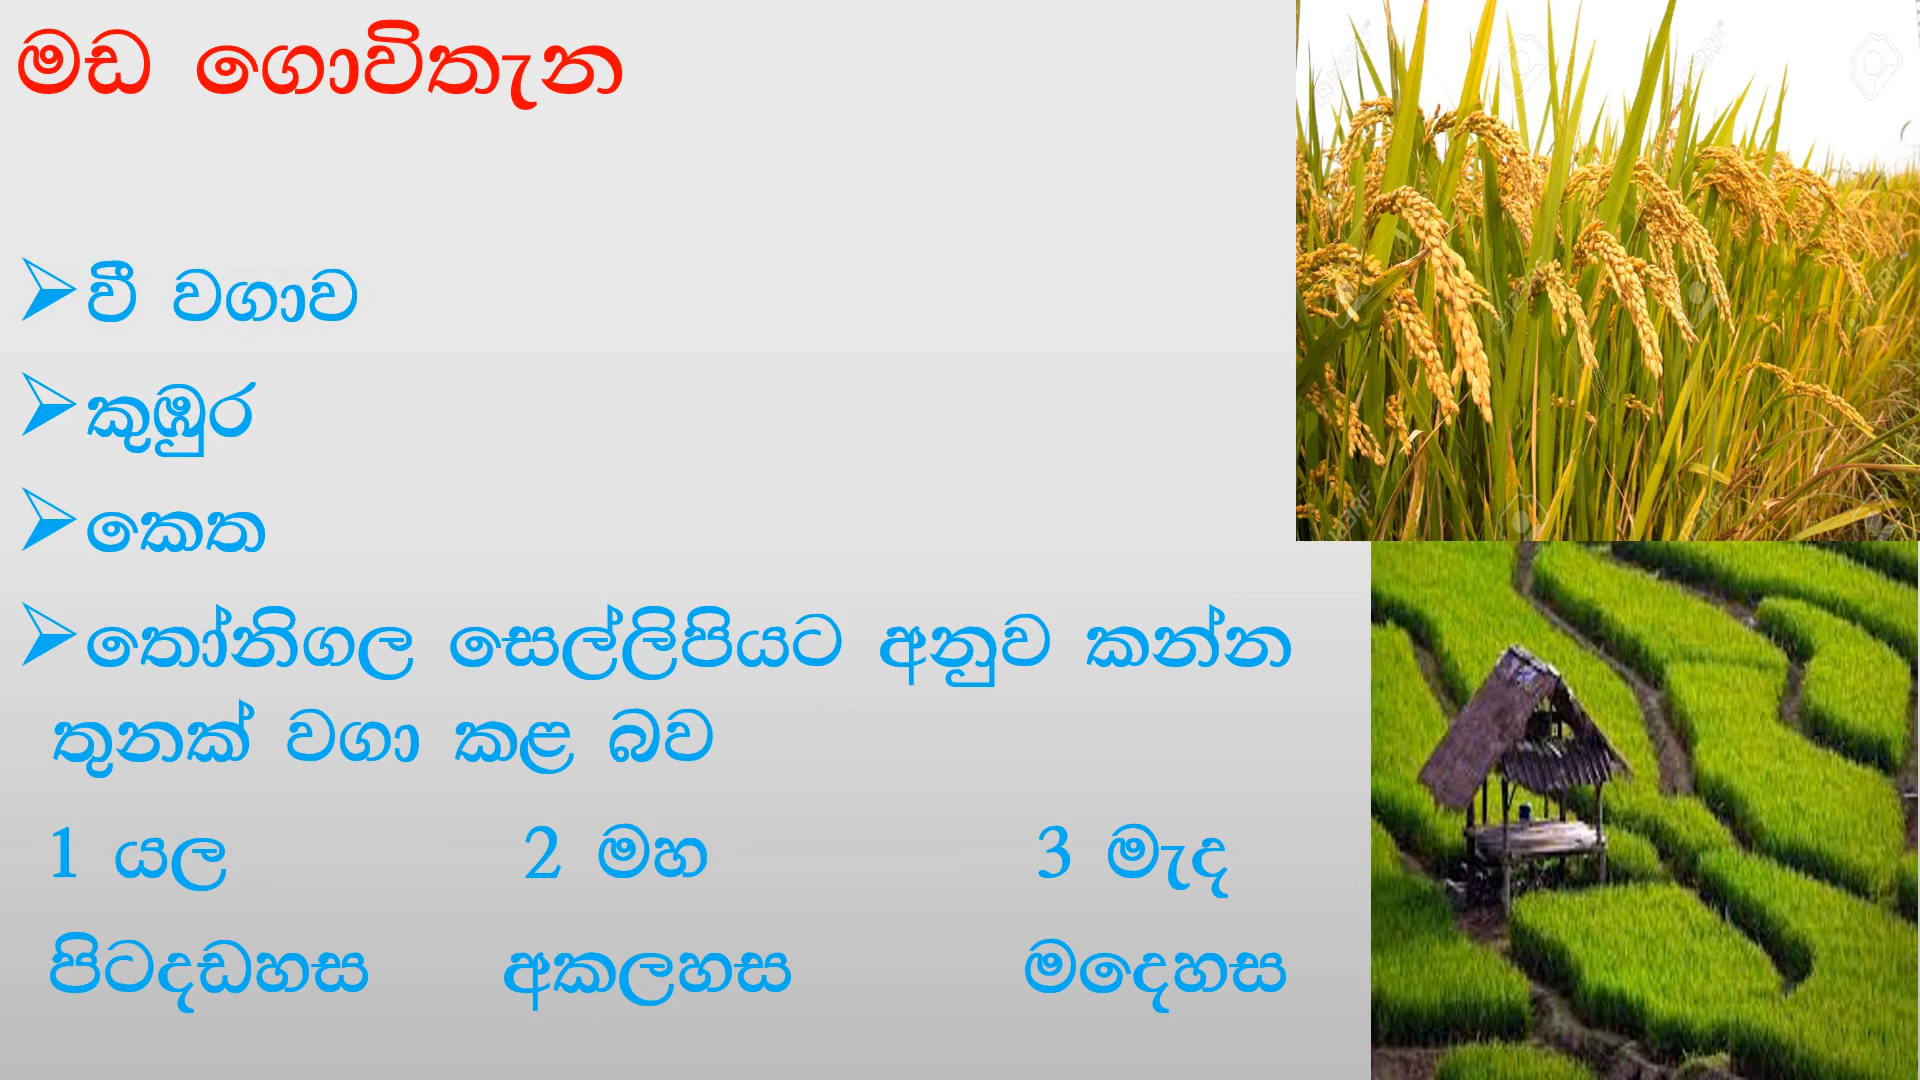 මඩ ගොවිතැන
වී වගාව
කුඹුර
කෙත
තෝනිගල සෙල්ලිපියට අනුව කන්න
තුනක් වගා කළ බව
1 යල 2 මහ 3 මැද
පිටදඩහස අකලහස මදෙහස